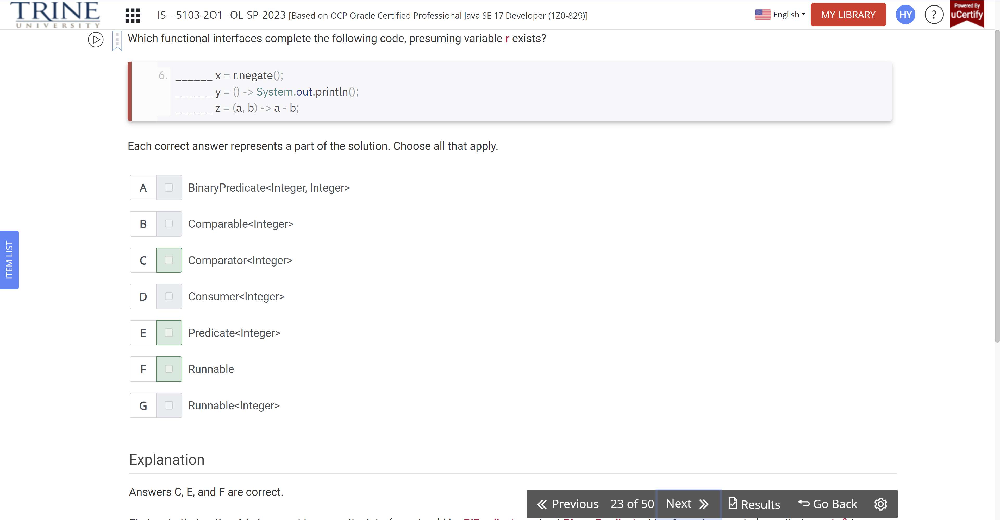 TRINE
UNIVERSITY
IS---5103-2O1--OL-SP-2023 [Based on OCP Oracle Certified Professional Java SE 17 Developer (1Z0-829)]
English
MY LIBRARY
HY
?
Powered By
uCertify
Which functional interfaces complete the following code, presuming variable r exists?
6. ______ x = r.negate();
______ y = () -> System.out.println();
______ z = (a, b) -> a - b;
Each correct answer represents a part of the solution. Choose all that apply.
A BinaryPredicate<Integer, Integer>
B Comparable<Integer>
C Comparator<Integer>
D Consumer<Integer>
E Predicate<Integer>
F Runnable
G Runnable<Integer>
ITEM LIST
Explanation
Answers C, E, and F are correct.
Previous 23 of 50 Next Results Go Back